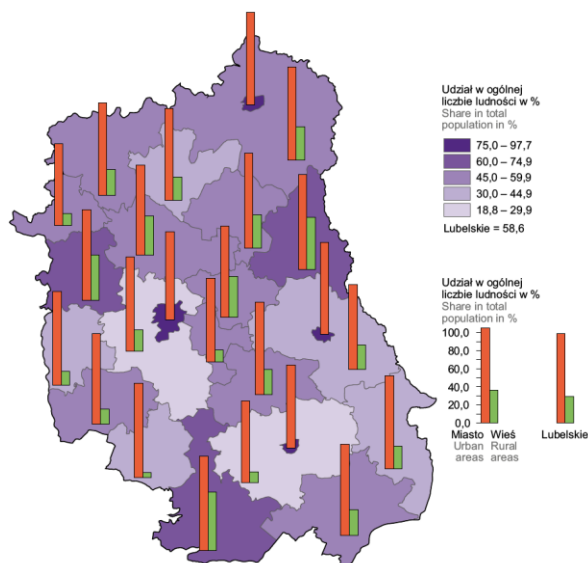 Udział w ogólnej
liczbie ludności w %
Share in total
population in %
75,0 – 97,7
60,0 – 74,9
45,0 – 59,9
30,0 – 44,9
18,8 – 29,9
Lubelskie = 58,6
Udział w ogólnej
liczbie ludności w %
Share in total
population in %
100,0
80,0
60,0
40,0
20,0
0,0
Miasto Wieś Lubelskie
Urban Rural
areas areas